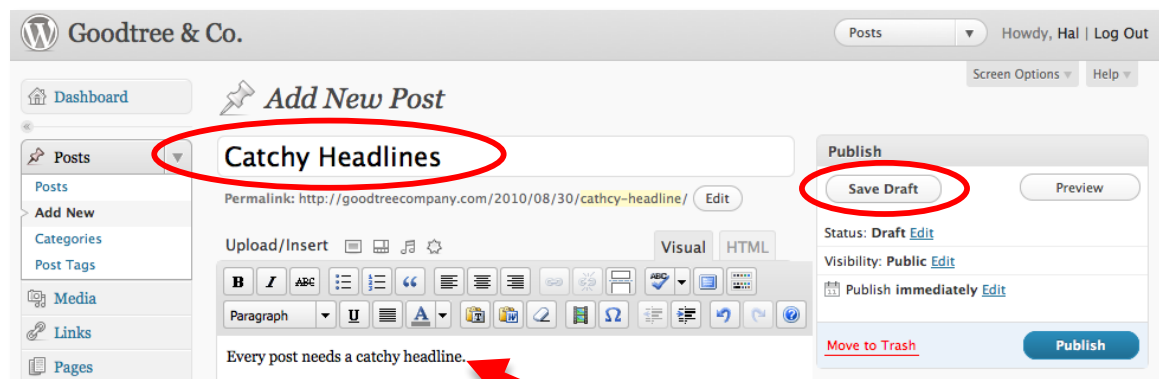 Goodtree & Co.
Posts
Howdy, Hal | Log Out
Screen Options
Help
Dashboard
Add New Post
Posts
Posts
Add New
Categories
Post Tags
Media
Links
Pages
Catchy Headlines
Permalink: http://goodtreecompany.com/2010/08/30/cathcy-headline/ Edit
Upload/Insert
Visual HTML
B I ABC
ABC
Paragraph U A
T W Ω
Every post needs a catchy headline.
Publish
Save Draft Preview
Status: Draft Edit
Visibility: Public Edit
Publish immediately Edit
Move to Trash Publish